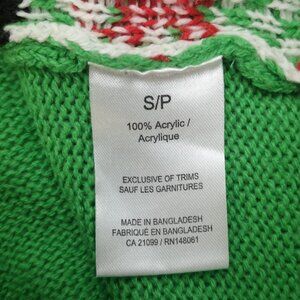 S/P
100% Acrylic /
Acrylique
EXCLUSIVE OF TRIMS
SAUF LES GARNITURES
MADE IN BANGLADESH
FABRIQUÉ EN BANGLADESH
CA 21099 / RN148061